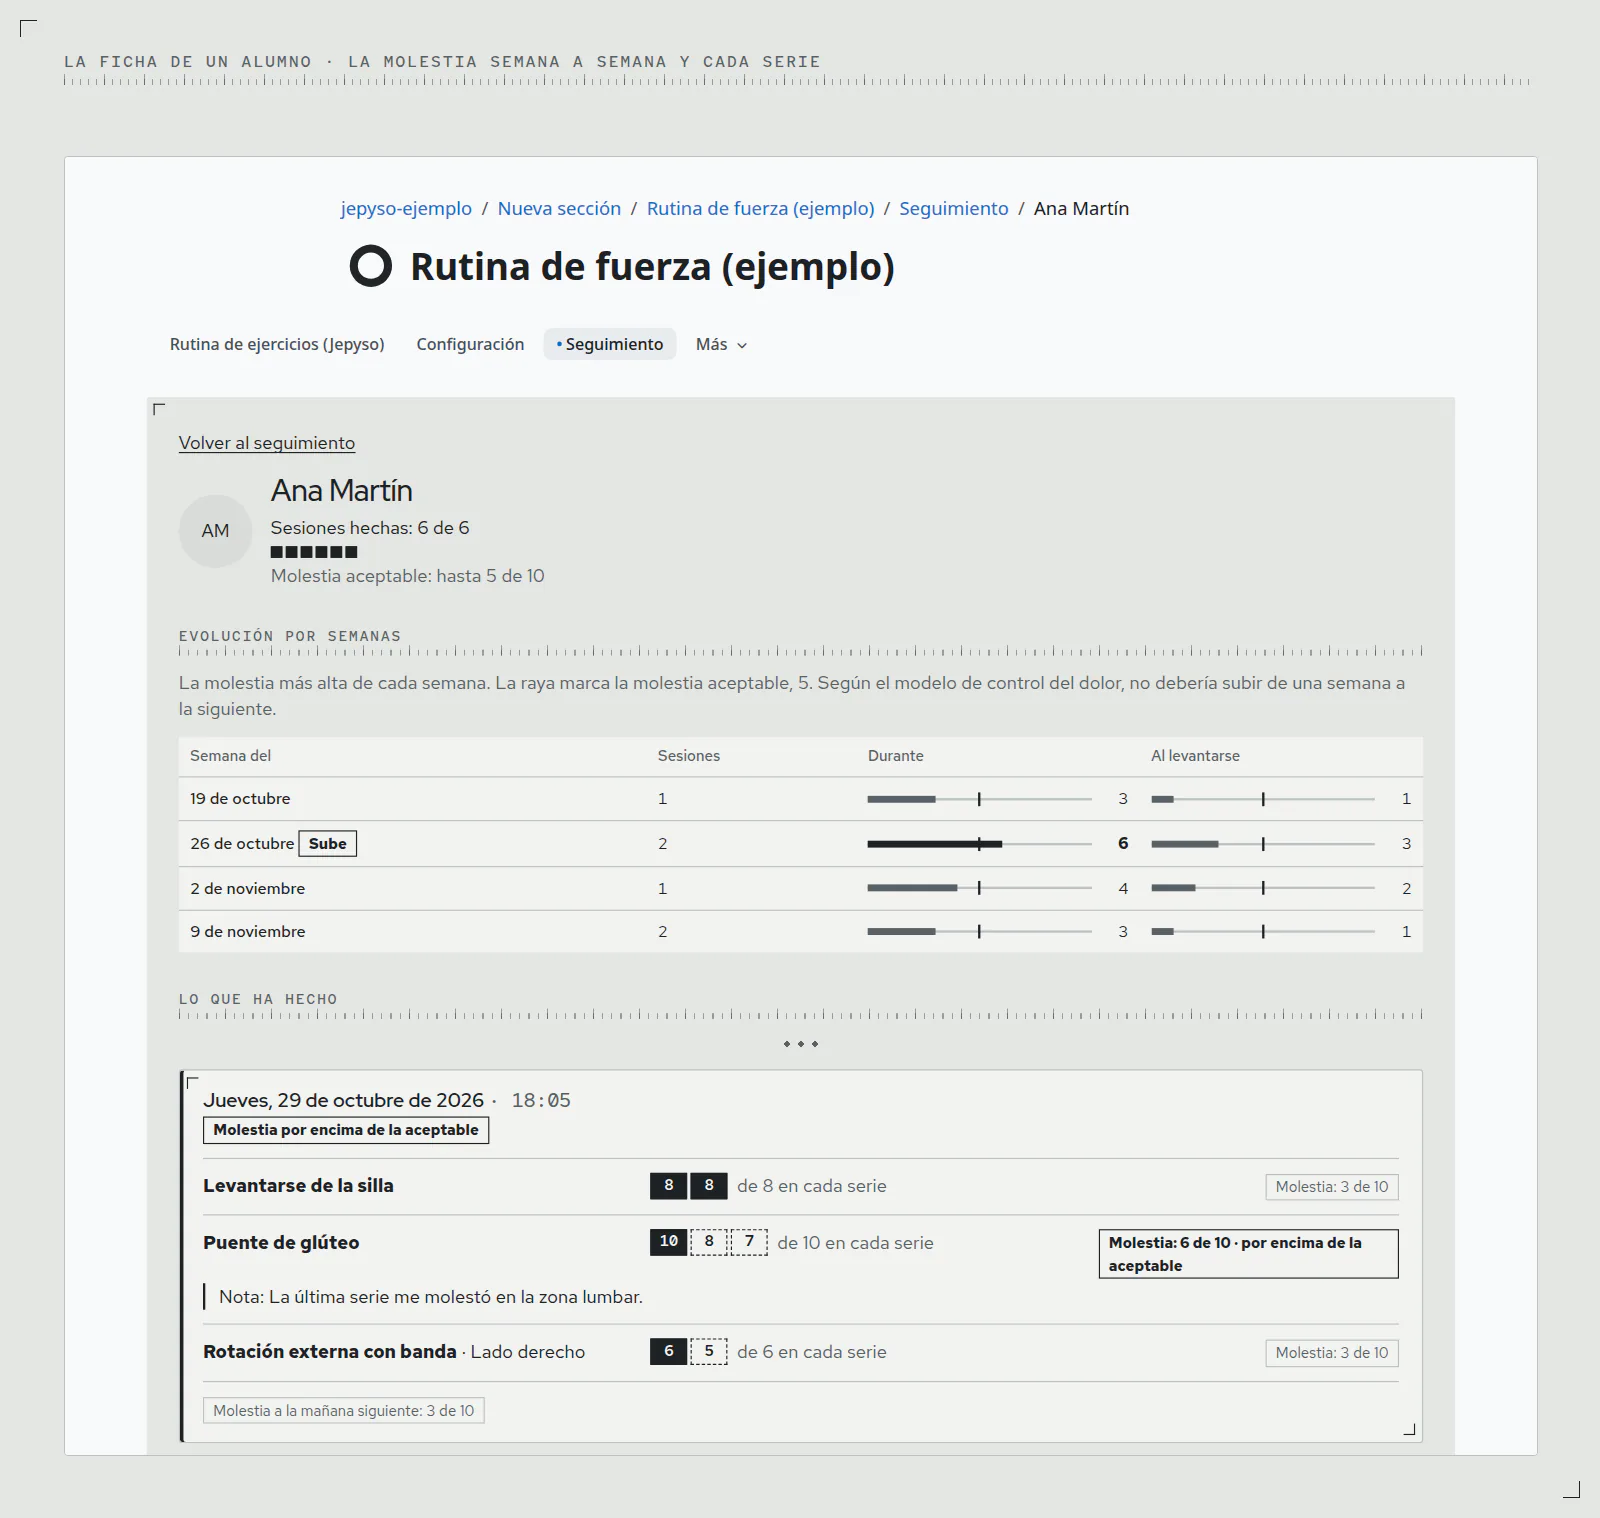 LA FICHA DE UN ALUMNO · LA MOLESTIA SEMANA A SEMANA Y CADA SERIE
jepyso-ejemplo / Nueva sección / Rutina de fuerza (ejemplo) / Seguimiento / Ana Martín
Rutina de fuerza (ejemplo)
Rutina de ejercicios (Jepyso) Configuración Seguimiento Más
Volver al seguimiento
AM
Ana Martín
Sesiones hechas: 6 de 6
Molestia aceptable: hasta 5 de 10
EVOLUCIÓN POR SEMANAS
La molestia más alta de cada semana. La raya marca la molestia aceptable, 5. Según el modelo de control del dolor, no debería subir de una semana a
la siguiente.
Semana del Sesiones Durante Al levantarse
19 de octubre 1 3 1
26 de octubre Sube 2 6 3
2 de noviembre 1 4 2
9 de noviembre 2 3 1
LO QUE HA HECHO
Jueves, 29 de octubre de 2026 · 18:05
Molestia por encima de la aceptable
Levantarse de la silla 8 8 de 8 en cada serie Molestia: 3 de 10
Puente de glúteo 10 8 7 de 10 en cada serie Molestia: 6 de 10 · por encima de la
aceptable
Nota: La última serie me molestó en la zona lumbar.
Rotación externa con banda · Lado derecho 6 5 de 6 en cada serie Molestia: 3 de 10
Molestia a la mañana siguiente: 3 de 10